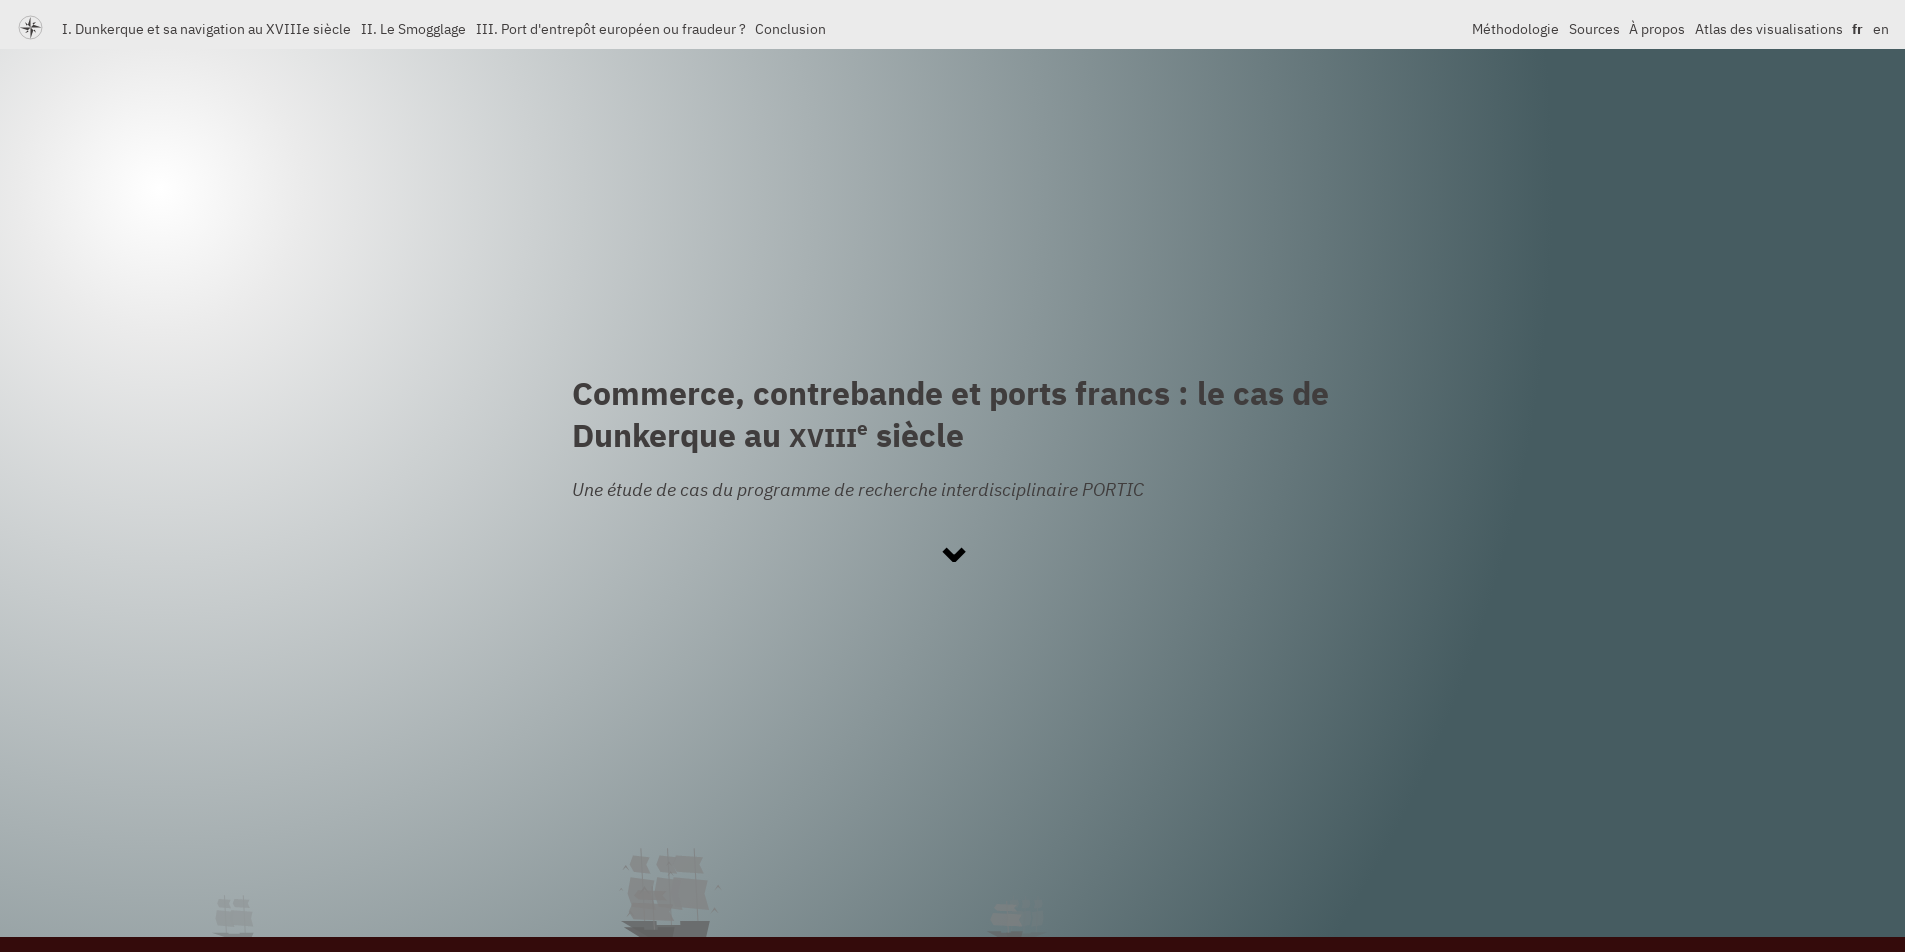 I. Dunkerque et sa navigation au XVIIIe siècle II. Le Smogglage III. Port d'entrepôt européen ou fraudeur ? Conclusion Méthodologie Sources À propos Atlas des visualisations fr en
Commerce, contrebande et ports francs : le cas de
Dunkerque au XVIIIe siècle
Une étude de cas du programme de recherche interdisciplinaire PORTIC